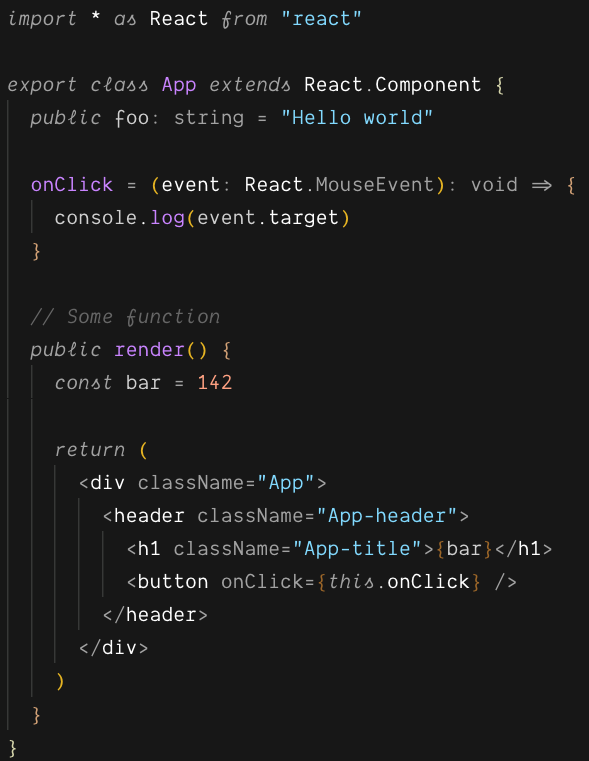 import * as React from "react"

export class App extends React.Component {
  public foo: string = "Hello world"

  onClick = (event: React.MouseEvent): void => {
    console.log(event.target)
  }

  // Some function
  public render() {
    const bar = 142

    return (
      <div className="App">
        <header className="App-header">
          <h1 className="App-title">{bar}</h1>
          <button onClick={this.onClick} />
        </header>
      </div>
    )
  }
}